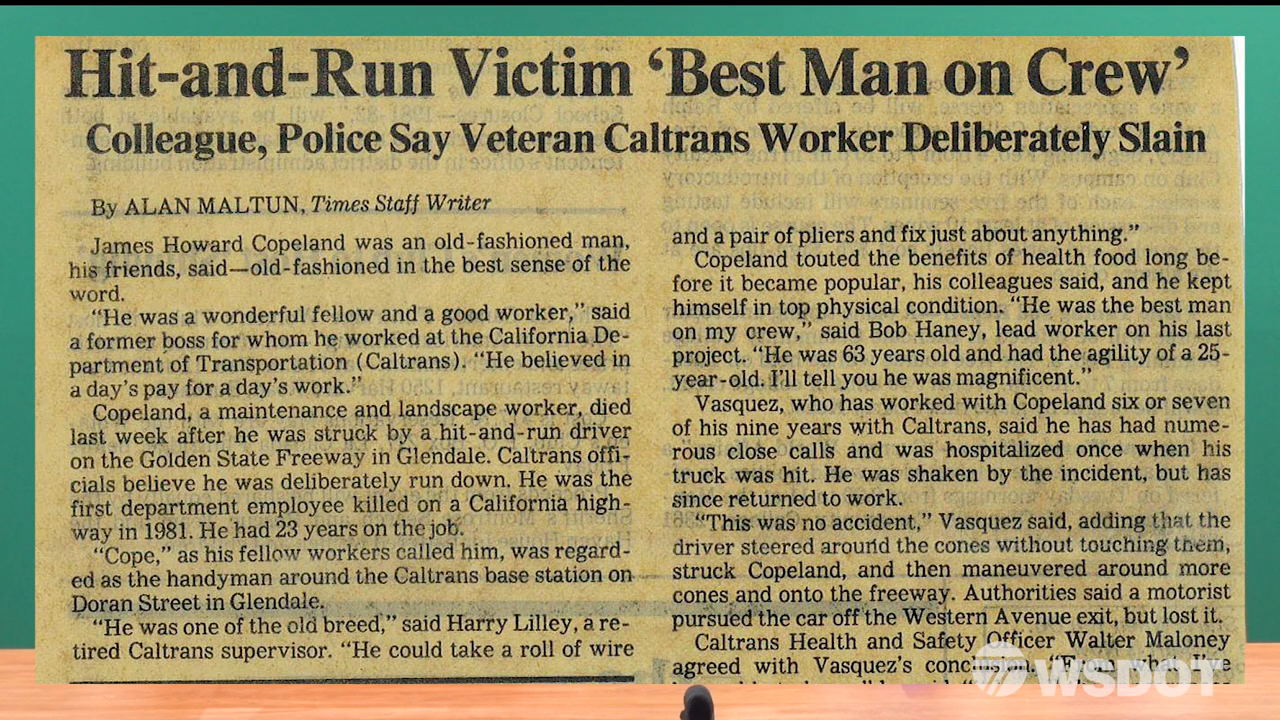 Hit-and-Run Victim ‘Best Man on Crew’
Colleague, Police Say Veteran Caltrans Worker Deliberately Slain
By ALAN MALTUN, Times Staff Writer
James Howard Copeland was an old-fashioned man,
his friends, said—old-fashioned in the best sense of the
word.
“He was a wonderful fellow and a good worker,” said
a former boss for whom he worked at the California De-
partment of Transportation (Caltrans). “He believed in
a day’s pay for a day’s work.”
Copeland, a maintenance and landscape worker, died
last week after he was struck by a hit-and-run driver
on the Golden State Freeway in Glendale. Caltrans offi-
cials believe he was deliberately run down. He was the
first department employee killed on a California high-
way in 1981. He had 23 years on the job.
“Cope,” as his fellow workers called him, was regard-
ed as the handyman around the Caltrans base station on
Doran Street in Glendale.
“He was one of the old breed,” said Harry Lilley, a re-
tired Caltrans supervisor. “He could take a roll of wire
and a pair of pliers and fix just about anything.”
Copeland touted the benefits of health food long be-
fore it became popular, his colleagues said, and he kept
himself in top physical condition. “He was the best man
on my crew,” said Bob Haney, lead worker on his last
project. “He was 63 years old and had the agility of a 25-
year-old. I’ll tell you he was magnificent.”
Vasquez, who has worked with Copeland six or seven
of his nine years with Caltrans, said he has had nume-
rous close calls and was hospitalized once when his
truck was hit. He was shaken by the incident, but has
since returned to work.
“This was no accident,” Vasquez said, adding that the
driver steered around the cones without touching them,
struck Copeland, and then maneuvered around more
cones and onto the freeway. Authorities said a motorist
pursued the car off the Western Avenue exit, but lost it.
Caltrans Health and Safety Officer Walter Maloney
agreed with Vasquez’s conclusion. “From what I’ve
WSDOT